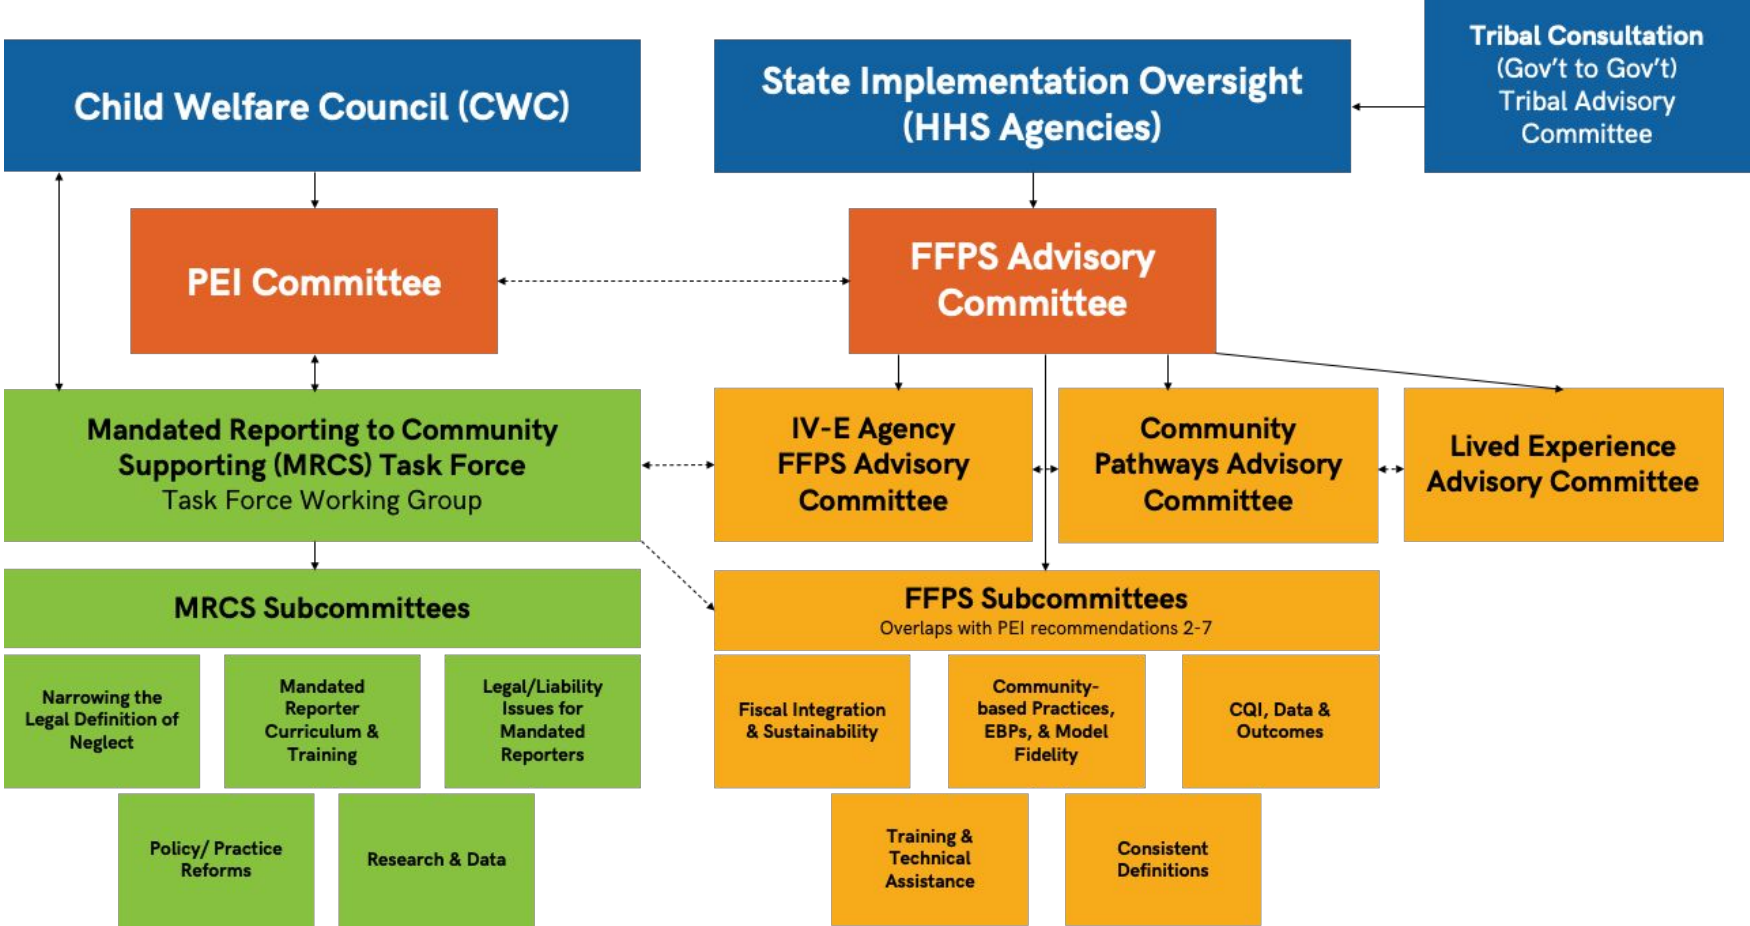 Child Welfare Council (CWC)
State Implementation Oversight
(HHS Agencies)
Tribal Consultation
(Gov't to Gov't)
Tribal Advisory
Committee
PEI Committee
FFPS Advisory
Committee
Mandated Reporting to Community
Supporting (MRCS) Task Force
Task Force Working Group
IV-E Agency
FFPS Advisory
Committee
Community
Pathways Advisory
Committee
Lived Experience
Advisory Committee
MRCS Subcommittees
FFPS Subcommittees
Overlaps with PEI recommendations 2-7
Narrowing the
Legal Definition of
Neglect
Mandated
Reporter
Curriculum &
Training
Legal/Liability
Issues for
Mandated
Reporters
Fiscal Integration
& Sustainability
Community-
based Practices,
EBPs, & Model
Fidelity
CQI, Data &
Outcomes
Policy/ Practice
Reforms
Research & Data
Training &
Technical
Assistance
Consistent
Definitions